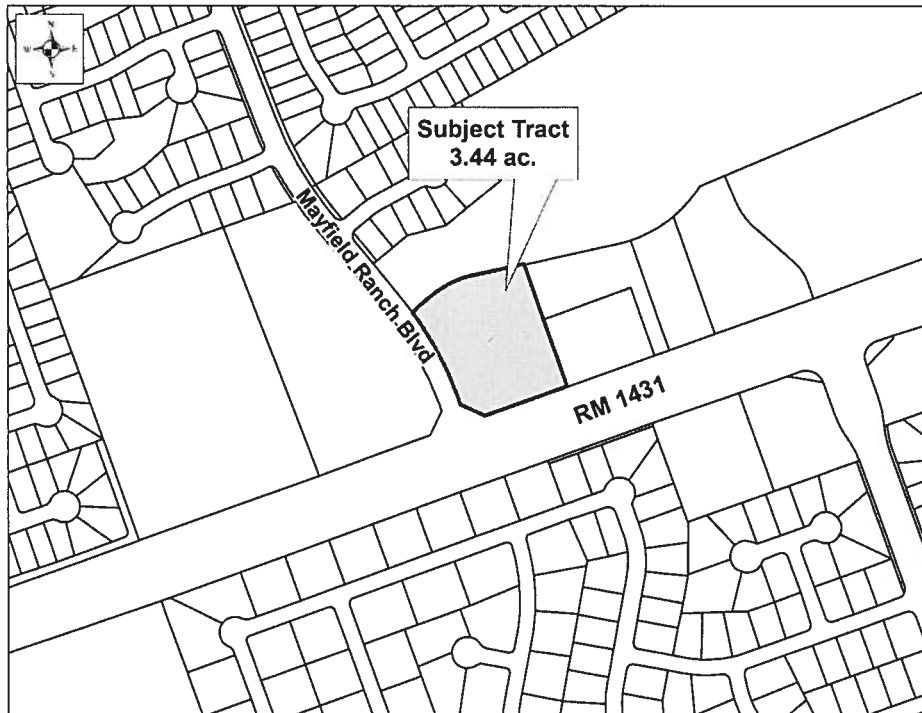 N
W E
S
Subject Tract
3.44 ac.
Mayfield Ranch Blvd
RM 1431